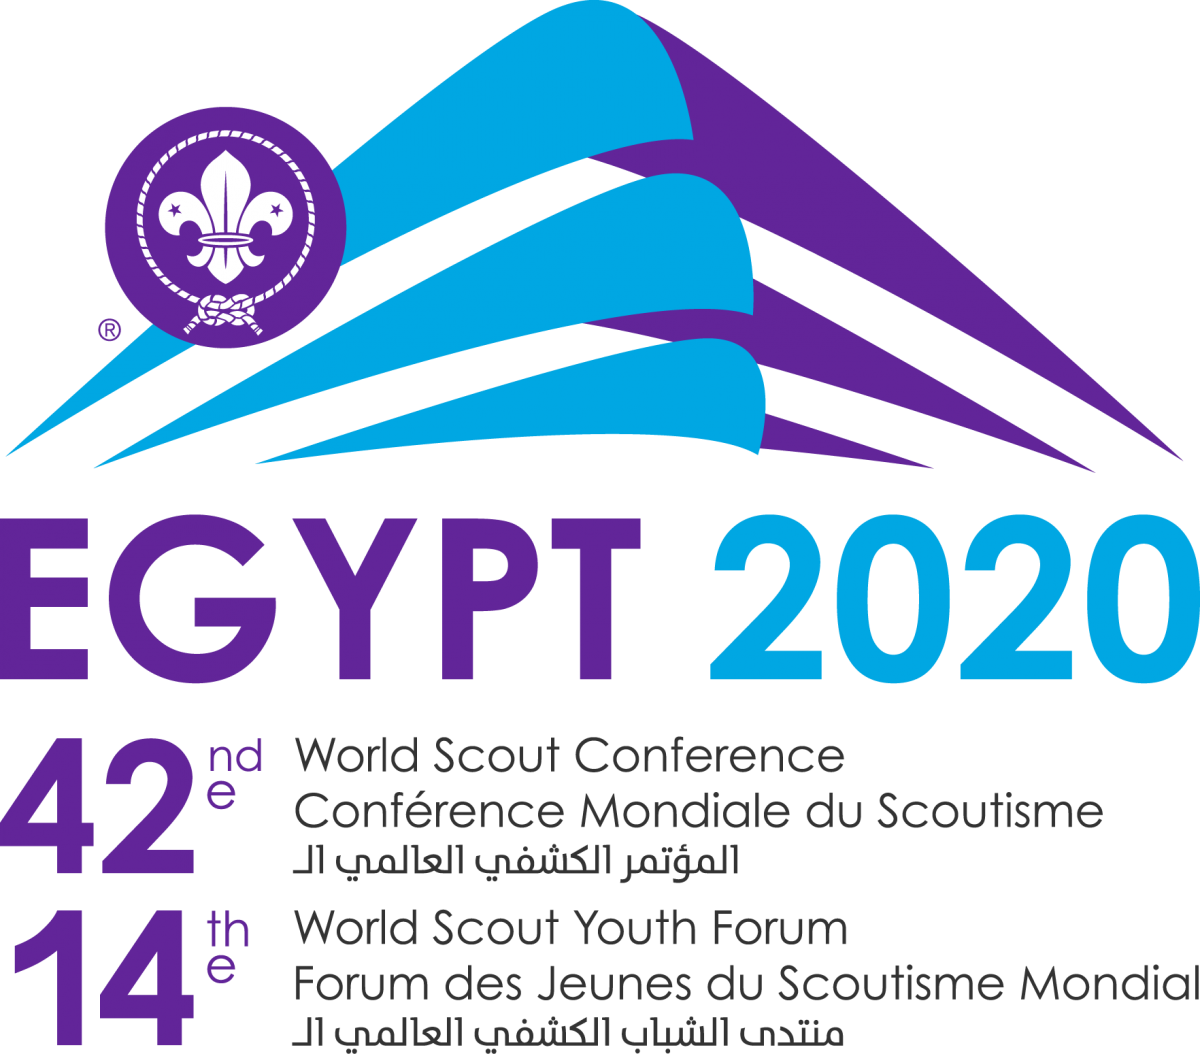 ®
EGYPT 2020
42nd e World Scout Conference
Conférence Mondiale du Scoutisme
المؤتمر الكشفي العالمي الـ
14th e World Scout Youth Forum
Forum des Jeunes du Scoutisme Mondial
منتدى الشباب الكشفي العالمي الـ